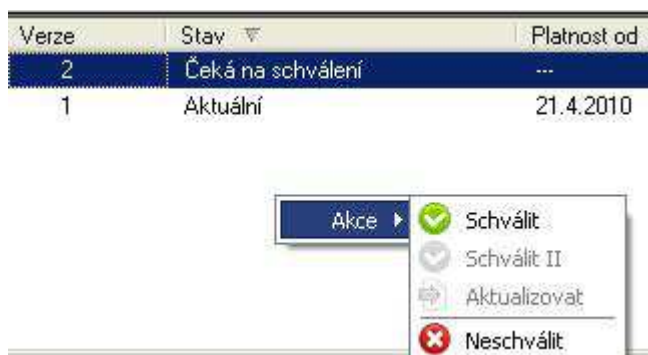 Verze Stav Platnost od
2 Čeká na schválení ---
1 Aktuální 21.4.2010
Akce
Schválit
Schválit II
Aktualizovat
Neschválit